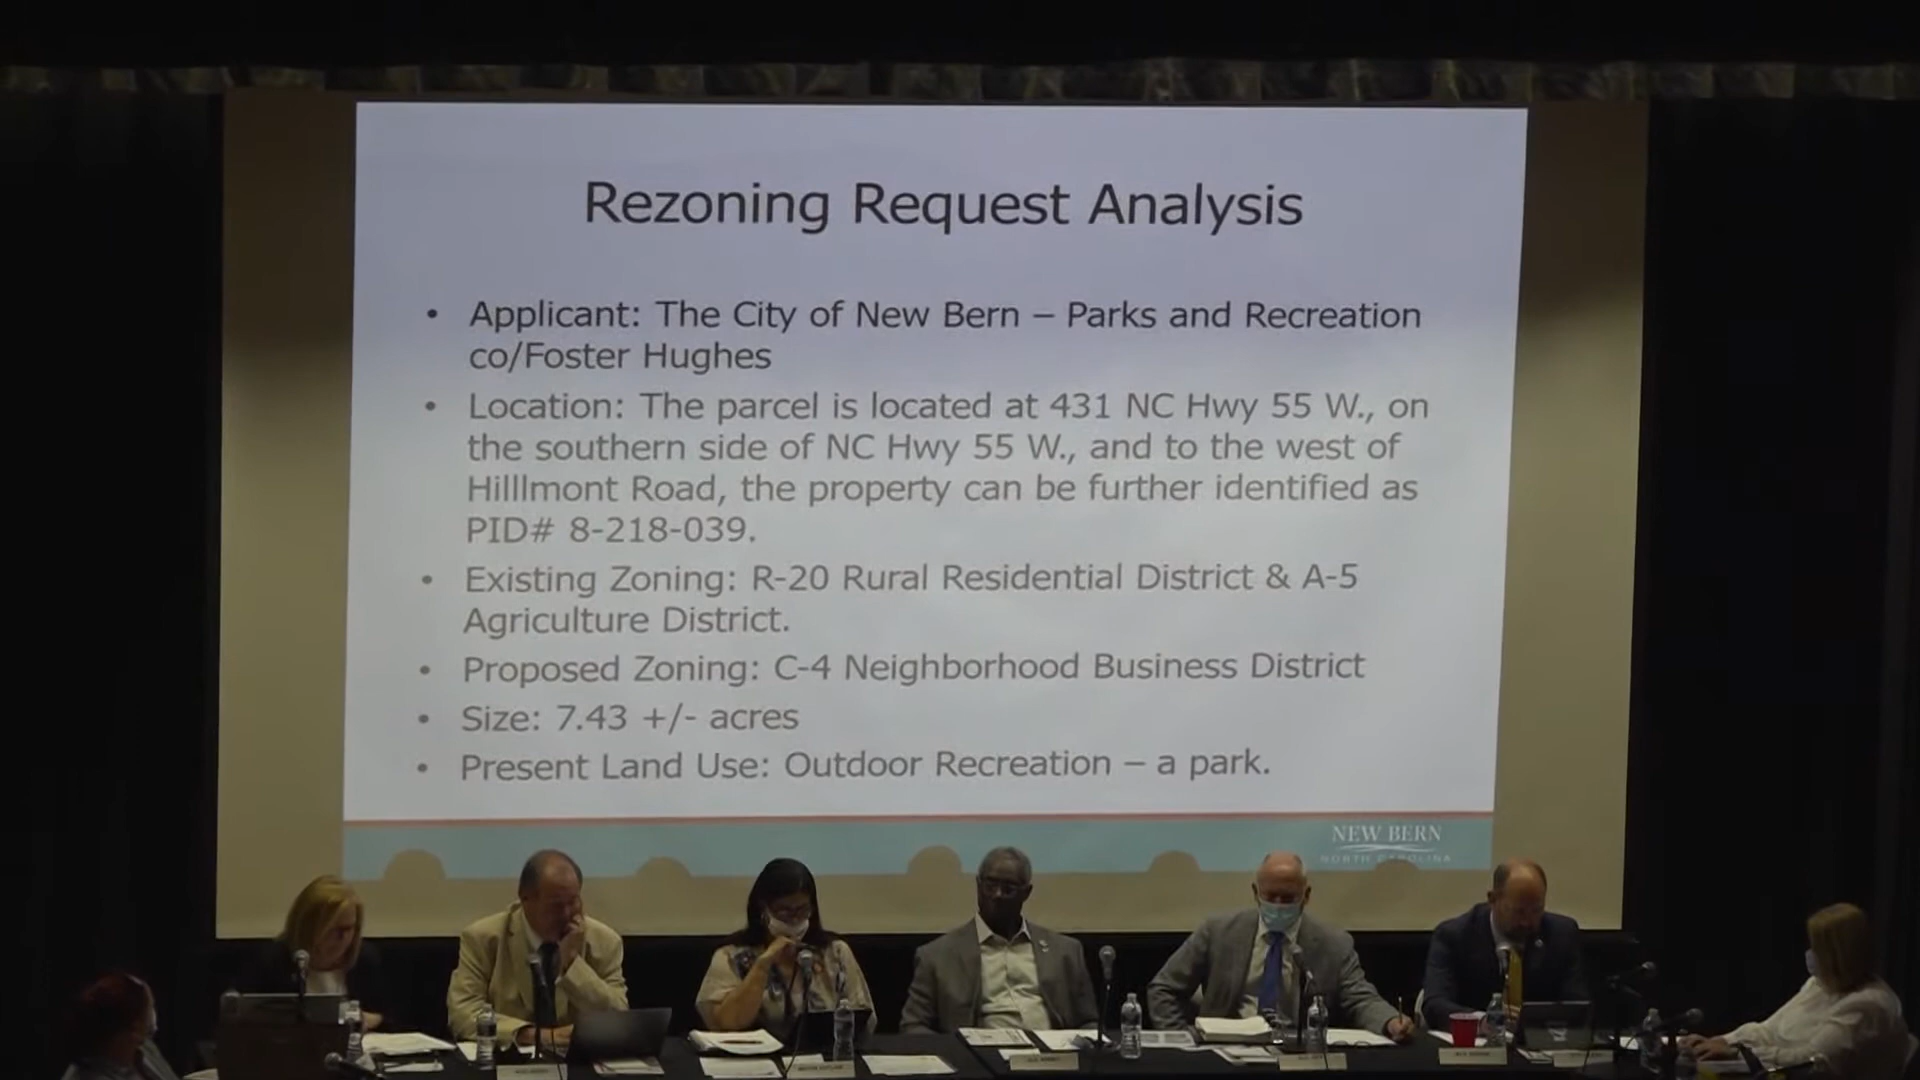 Rezoning Request Analysis
• Applicant: The City of New Bern – Parks and Recreation
co/Foster Hughes
• Location: The parcel is located at 431 NC Hwy 55 W., on
the southern side of NC Hwy 55 W., and to the west of
Hilllmont Road, the property can be further identified as
PID# 8-218-039.
• Existing Zoning: R-20 Rural Residential District & A-5
Agriculture District.
• Proposed Zoning: C-4 Neighborhood Business District
• Size: 7.43 +/- acres
• Present Land Use: Outdoor Recreation – a park.
NEW BERN
NORTH CAROLINA